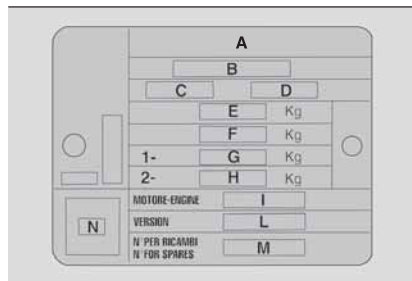 A
B
C D
E Kg
F Kg
1- G Kg
2- H Kg
MOTORE-ENGINE I
VERSION L
N
N° PER RICAMBI
N° FOR SPARES M